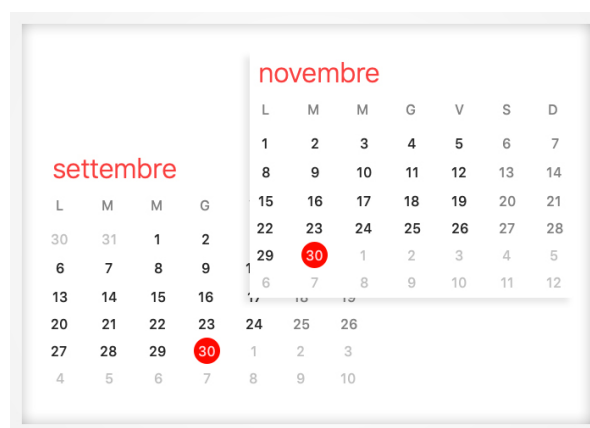 novembre
L M M G V S D
1 2 3 4 5 6 7
8 9 10 11 12 13 14
15 16 17 18 19 20 21
22 23 24 25 26 27 28
29 30 1 2 3 4 5
6 7 8 9 10 11 12
settembre
L M M G
30 31 1 2
6 7 8 9
13 14 15 16 17 18 19
20 21 22 23 24 25 26
27 28 29 30 1 2 3
4 5 6 7 8 9 10